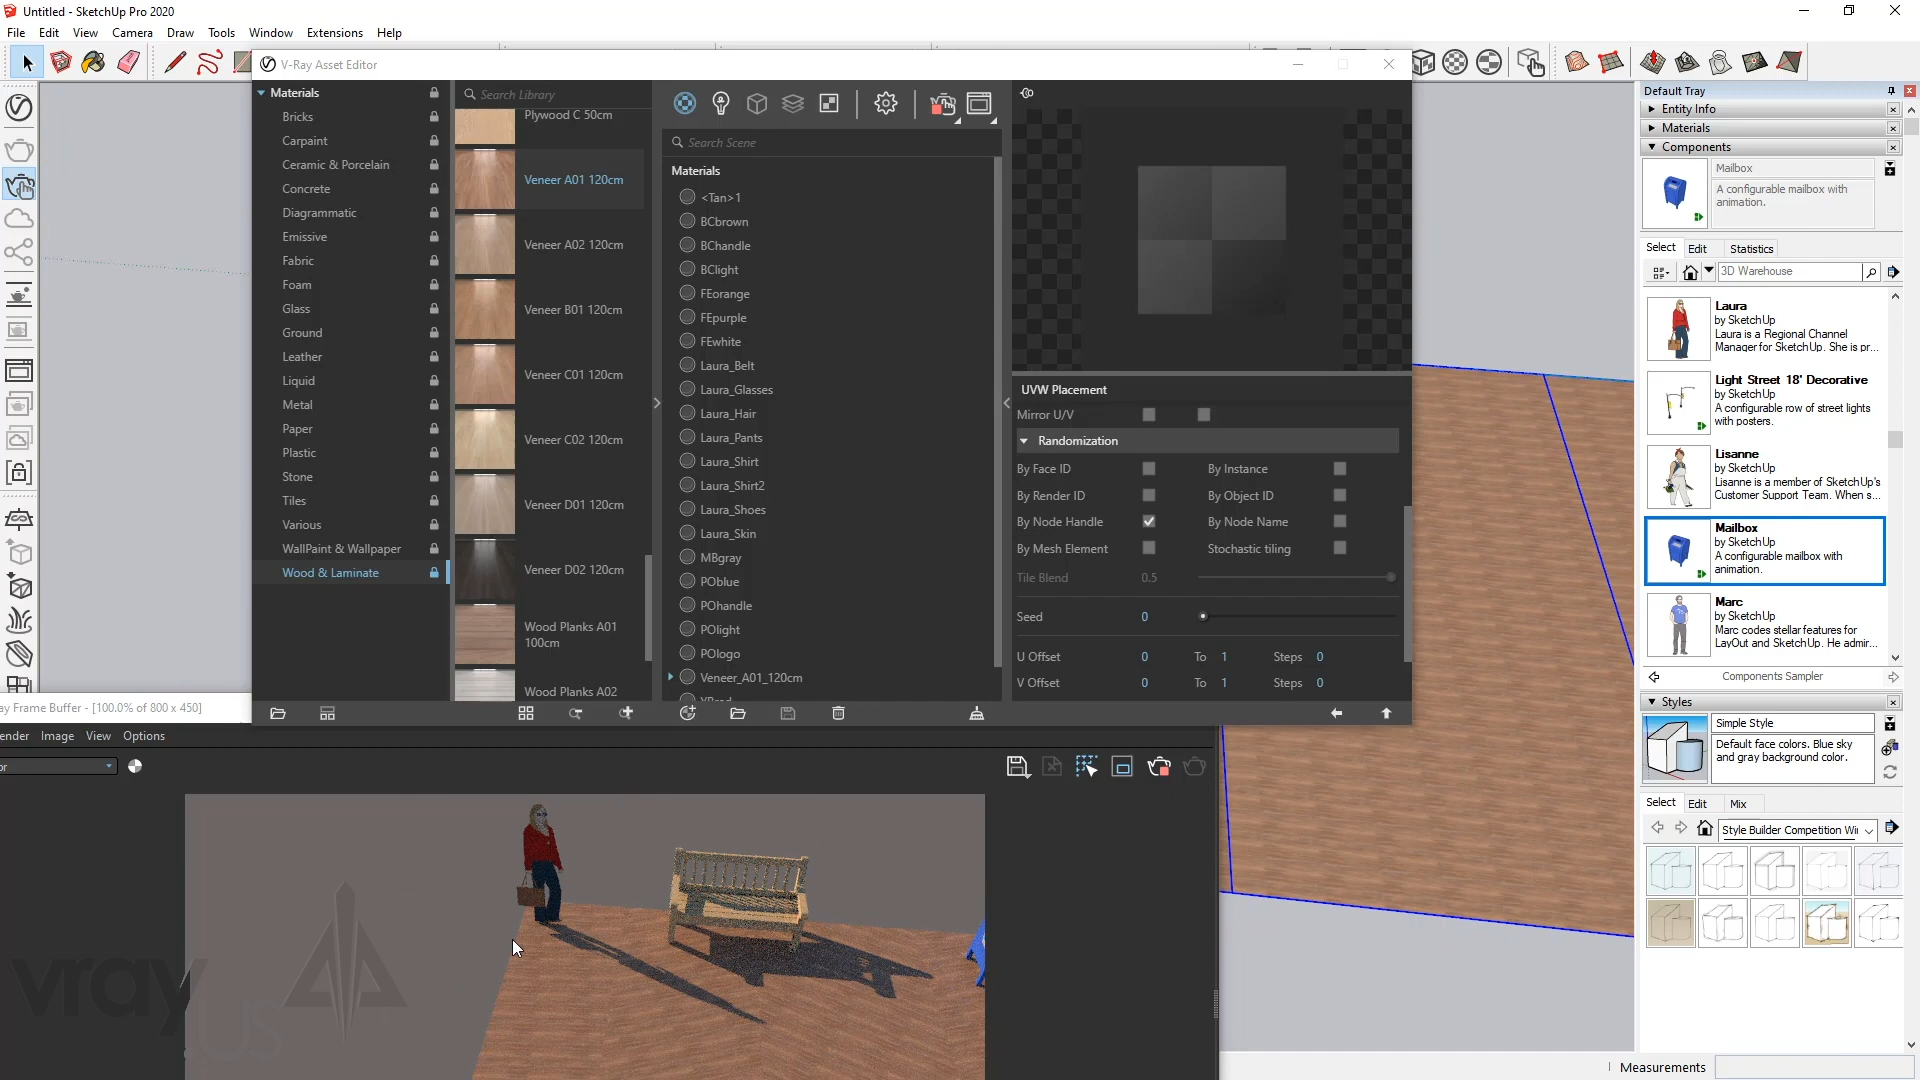 Untitled - SketchUp Pro 2020
File Edit View Camera Draw Tools Window Extensions Help
V-Ray Asset Editor
Materials
Bricks
Carpaint
Ceramic & Porcelain
Concrete
Diagrammatic
Emissive
Fabric
Foam
Glass
Ground
Leather
Liquid
Metal
Paper
Plastic
Stone
Tiles
Various
WallPaint & Wallpaper
Wood & Laminate
Search Library
Plywood C 50cm
Veneer A01 120cm
Veneer A02 120cm
Veneer B01 120cm
Veneer C01 120cm
Veneer C02 120cm
Veneer D01 120cm
Veneer D02 120cm
Wood Planks A01
100cm
Wood Planks A02
Search Scene
Materials
<Tan>1
BCbrown
BChandle
BClight
FEorange
FEpurple
FEwhite
Laura_Belt
Laura_Glasses
Laura_Hair
Laura_Pants
Laura_Shirt
Laura_Shirt2
Laura_Shoes
Laura_Skin
MBgray
POblue
POhandle
POlight
POlogo
Veneer_A01_120cm
UVW Placement
Mirror U/V
Randomization
By Face ID By Instance
By Render ID By Object ID
By Node Handle By Node Name
By Mesh Element Stochastic tiling
Tile Blend 0.5
Seed 0
U Offset 0 To 1 Steps 0
V Offset 0 To 1 Steps 0
Default Tray
Entity Info
Materials
Components
Mailbox
A configurable mailbox with
animation.
Select Edit Statistics
3D Warehouse
Laura
by SketchUp
Laura is a Regional Channel
Manager for SketchUp. She is pr...
Light Street 18' Decorative
by SketchUp
A configurable row of street lights
with posters.
Lisanne
by SketchUp
Lisanne is a member of SketchUp's
Customer Support Team. When s...
Mailbox
by SketchUp
A configurable mailbox with
animation.
Marc
by SketchUp
Marc codes stellar features for
LayOut and SketchUp. He admir...
Components Sampler
Styles
Simple Style
Default face colors. Blue sky
and gray background color.
Select Edit Mix
Style Builder Competition Wi
ay Frame Buffer - [100.0% of 800 x 450]
ender Image View Options
or
vray
.us
Measurements